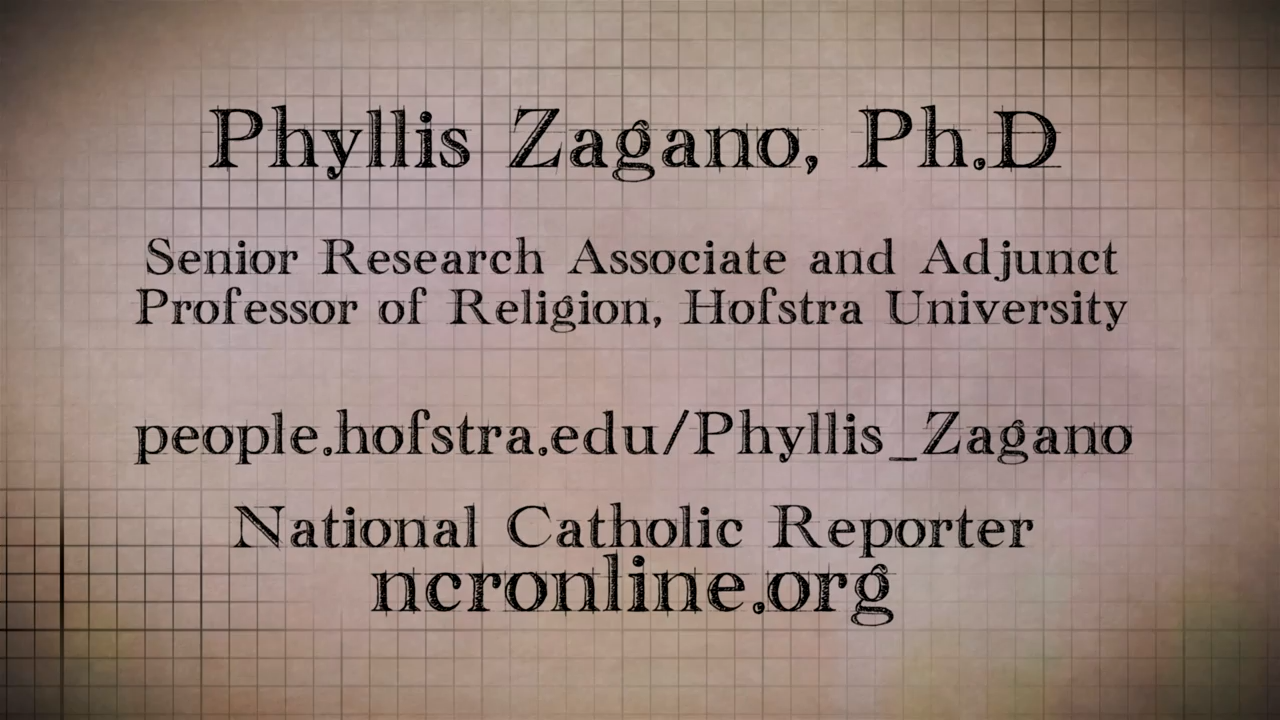 Phyllis Zagano, Ph.D
Senior Research Associate and Adjunct
Professor of Religion, Hofstra University
people.hofstra.edu/Phyllis_Zagano
National Catholic Reporter
ncronline.org